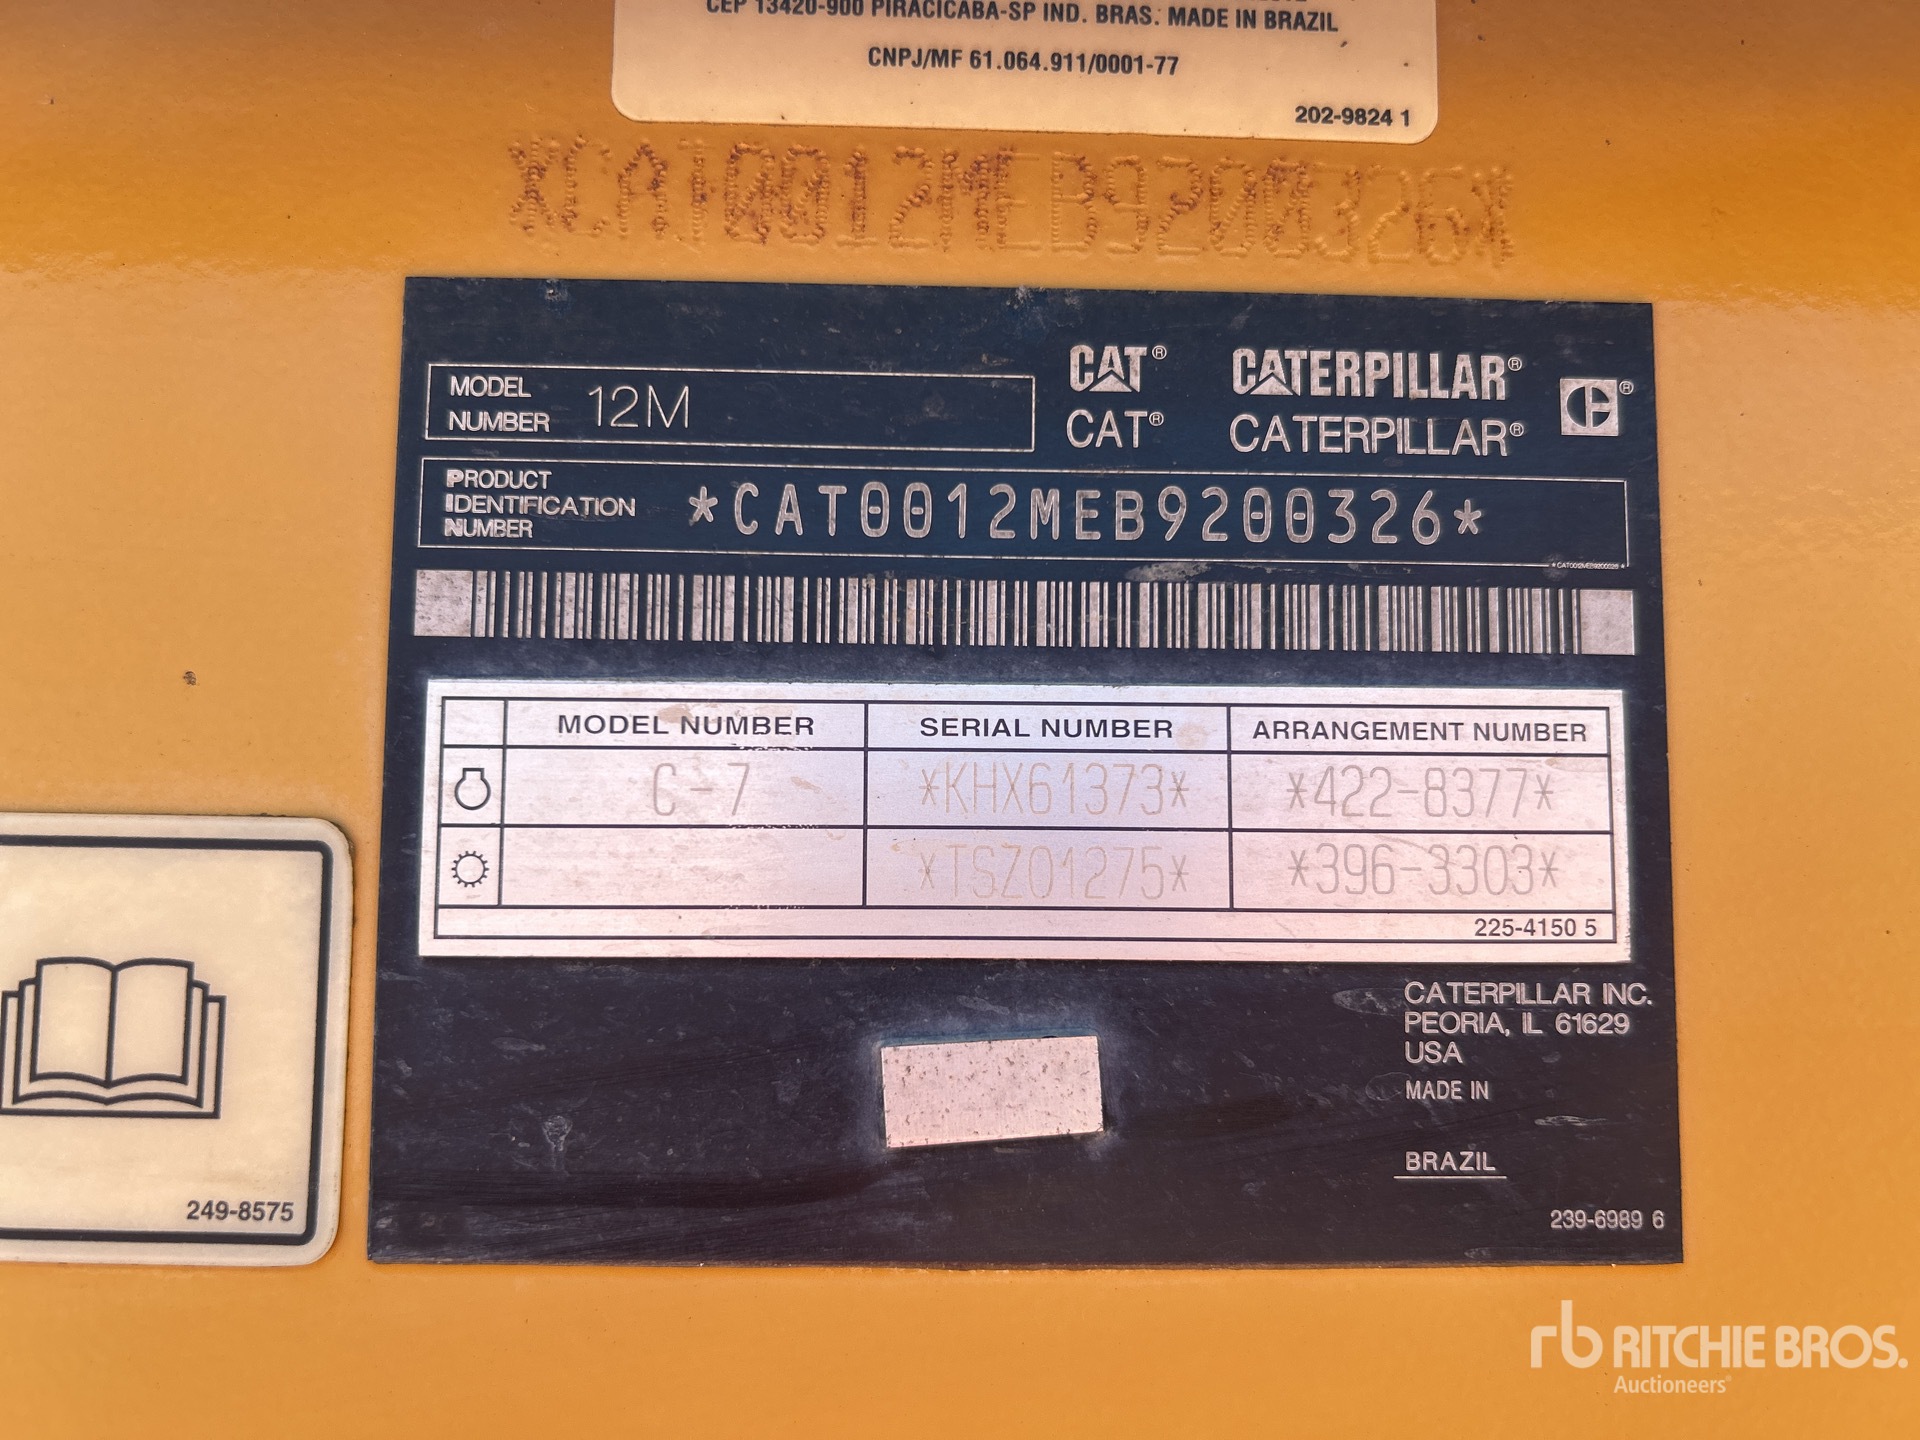 CEP 13420-900 PIRACICABA-SP IND. BRAS. MADE IN BRAZIL
CNPJ/MF 61.064.911/0001-77
202-9824 1
*CAT0012MEB9200326*
MODEL NUMBER 12M
CAT® CATERPILLAR®
CAT® CATERPILLAR®
PRODUCT IDENTIFICATION NUMBER *CAT0012MEB9200326*
*CAT0012MEB9200326*
MODEL NUMBER SERIAL NUMBER ARRANGEMENT NUMBER
C-7 *KHX61373* *422-8377*
*TSZ01275* *396-3303*
225-4150 5
CATERPILLAR INC.
PEORIA, IL 61629
USA
MADE IN
BRAZIL
239-6989 6
249-8575
rb RITCHIE BROS.
Auctioneers